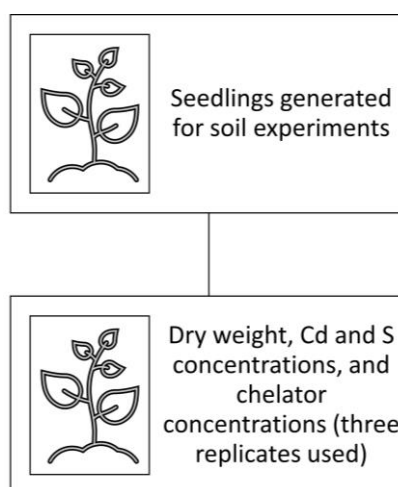 Seedlings generated
for soil experiments
Dry weight, Cd and S
concentrations, and
chelator
concentrations (three
replicates used)